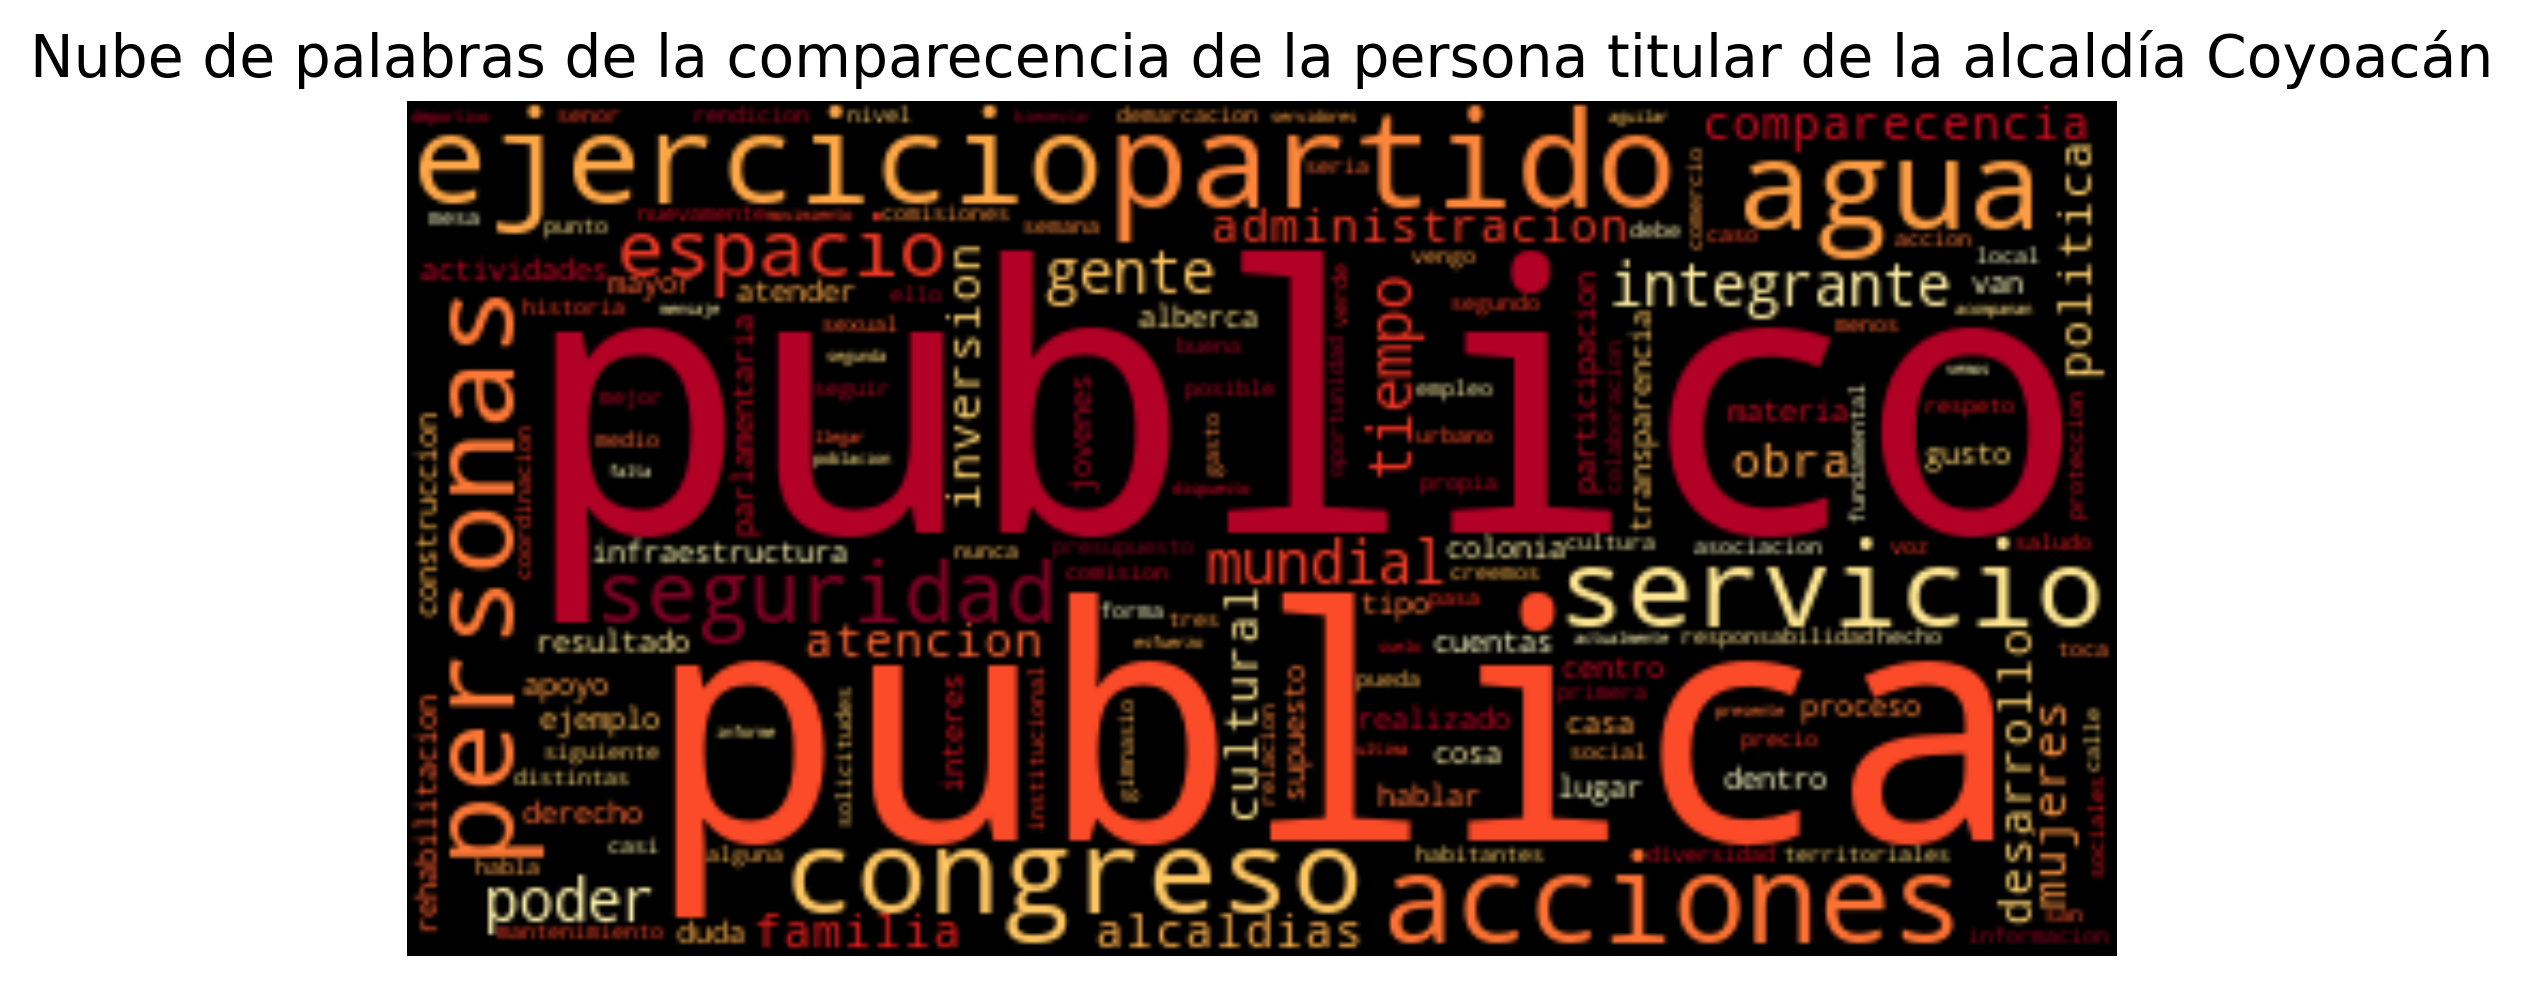 Nube de palabras de la comparecencia de la persona titular de la alcaldía Coyoacán
senor rendicion nivel demarcacion servidores aguilar comparecencia
ejercicio partido agua politica
seria comercio
mesa punto nuevamente movimiento comisiones semana administracion debe caso accion
espacio gente vengo integrante local van
actividades mayor atender ello inversion tiempo
historia mensaje alberca segundo menos acompanan
personas publico
parlamentaria sexual segunda buena oportunidad verde participacion colaboracion transparencia
mejor seguir jovenes posible empleo materia respeto
medio llegar poblacion gasto urbano obra gusto fundamental proteccion
falta propia
construccion coordinacion
infraestructura nunca presupuesto mundial colonia cultura asociacion voz saludo
seguridad comision creemos servicio
forma tres tipo pasa
resultado atencion cultural cuentas actualmente responsabilidad hecho toca
publica
apoyo pueda centro primera desarrollo
ejemplo informe solicitudes interes institucional gimnasio relacion supuesto realizado casa presente proceso mujeres
siguiente cosa social precio calle
distintas lugar dentro
derecho hablar sociales
rehabilitacion casi
habla alguna habitantes diversidad territoriales
poder congreso acciones
mantenimiento duda familia alcaldias san informacion